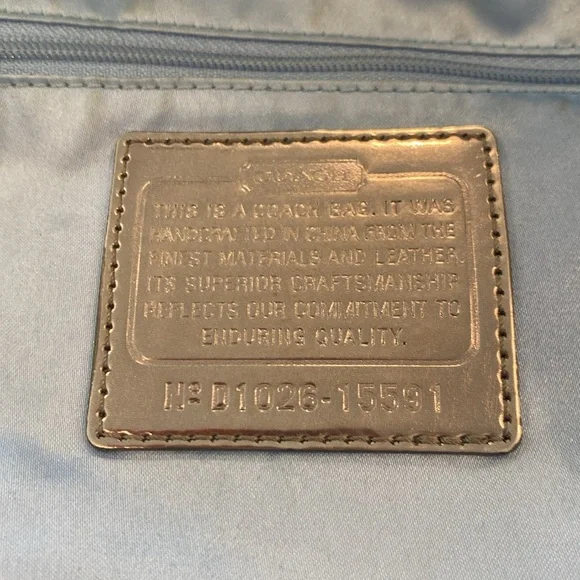 COACH
THIS IS A COACH BAG. IT WAS
HANDCRAFTED IN CHINA FROM THE
FINEST MATERIALS AND LEATHER.
ITS SUPERIOR CRAFTSMANSHIP
REFLECTS OUR COMMITMENT TO
ENDURING QUALITY.
Nº D1026-15591